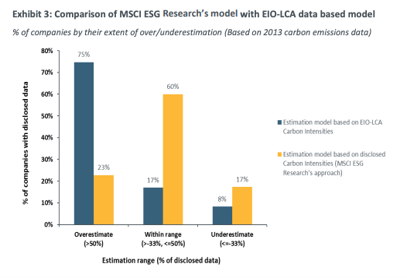 Exhibit 3: Comparison of MSCI ESG Research's model with EIO-LCA data based model
% of companies by their extent of over/underestimation (Based on 2013 carbon emissions data)
% of companies with disclosed data
80%
70%
60%
50%
40%
30%
20%
10%
0%
75%
23%
17%
60%
8%
17%
Overestimate
(>50%)
Within range
(>-33%, <=50%)
Underestimate
(<=-33%)
Estimation range (% of disclosed data)
Estimation model based on EIO-LCA
Carbon Intensities
Estimation model based on disclosed
Carbon Intensities (MSCI ESG
Research's approach)